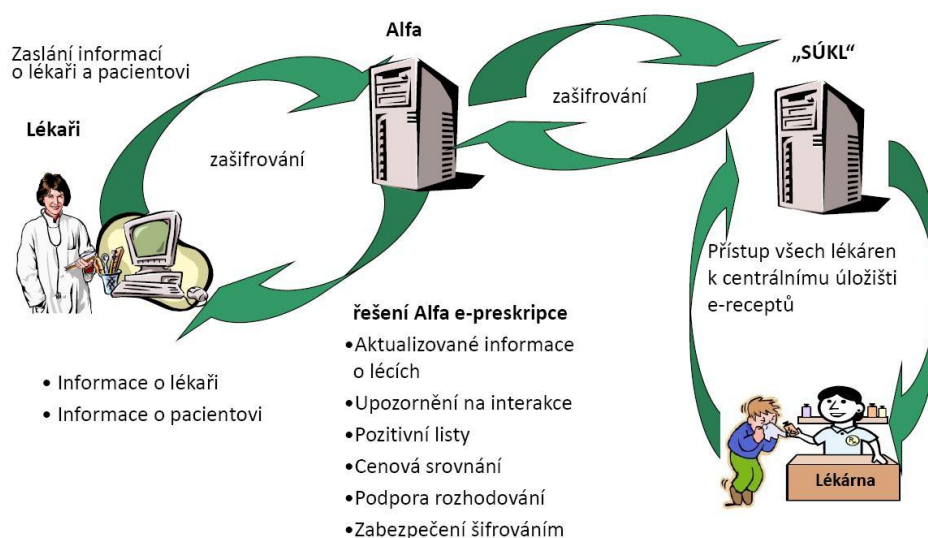 Alfa
Zaslání informací
o lékaři a pacientovi
„SÚKL“
zašifrování
Lékaři
zašifrování
Přístup všech lékáren
k centrálnímu úložišti
e-receptů
řešení Alfa e-preskripce
•Aktualizované informace
o lécích
•Upozornění na interakce
•Pozitivní listy
•Cenová srovnání
•Podpora rozhodování
•Zabezpečení šifrováním
• Informace o lékaři
• Informace o pacientovi
Lékárna